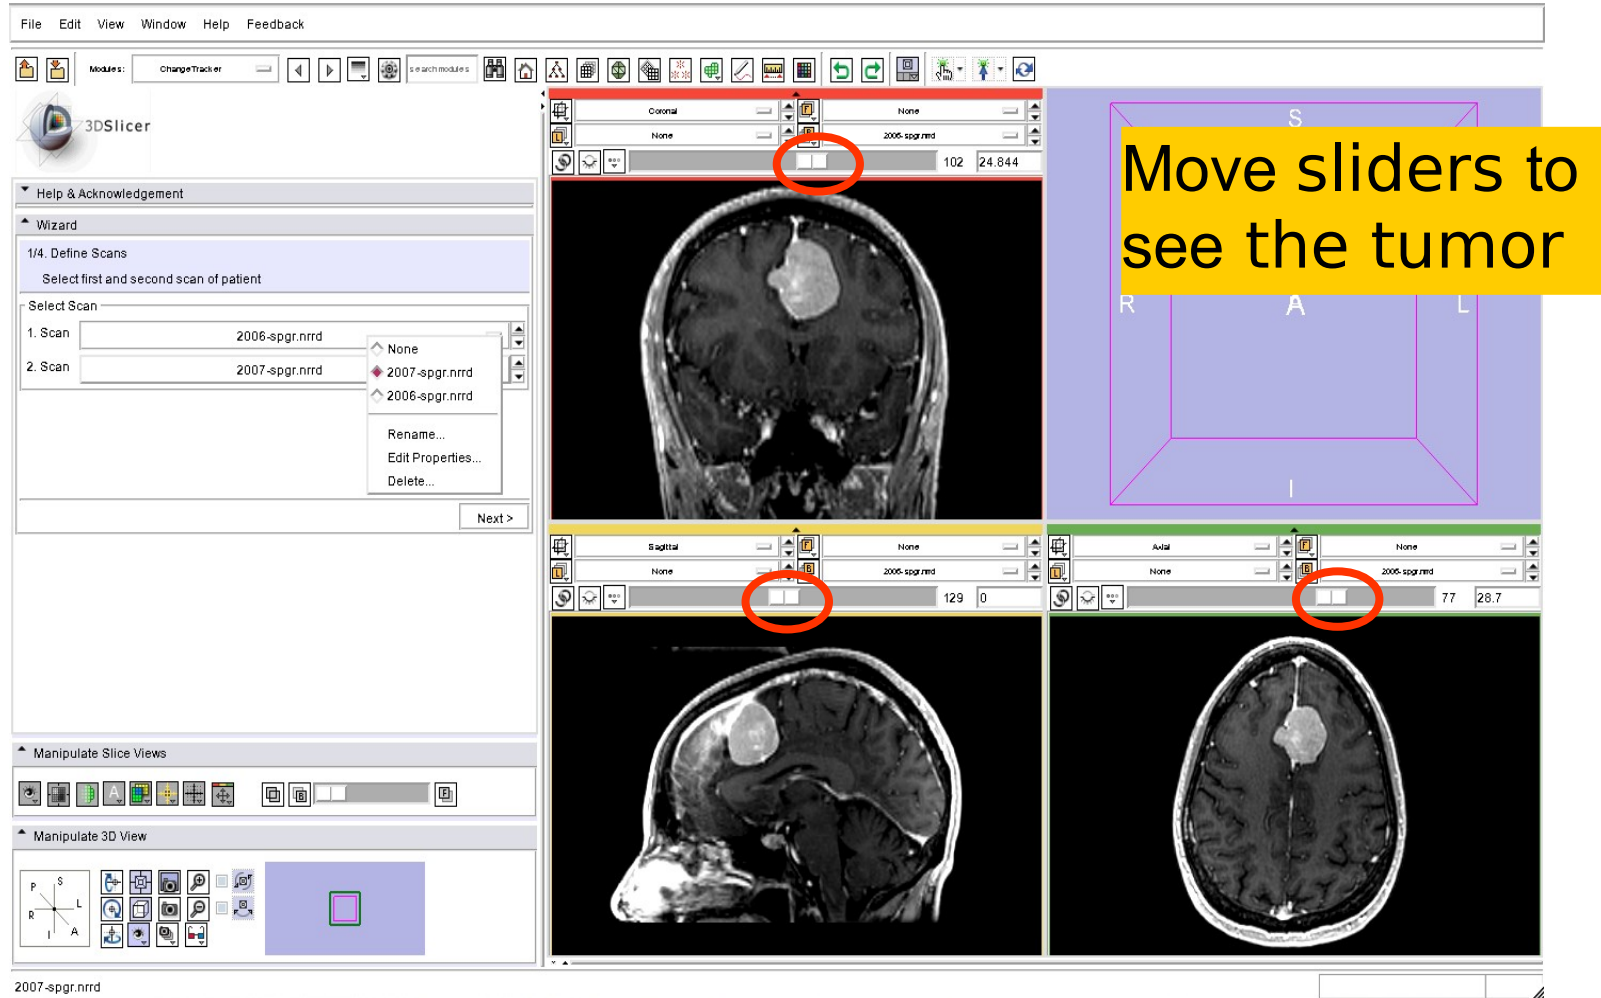 File Edit View Window Help Feedback
Modules: ChangeTracker search modules
3DSlicer
Help & Acknowledgement
Wizard
1/4. Define Scans
Select first and second scan of patient
Select Scan
1. Scan 2006-spgr.nrrd
2. Scan 2007-spgr.nrrd
None
2007-spgr.nrrd
2006-spgr.nrrd
Rename...
Edit Properties...
Delete...
Next >
Manipulate Slice Views
Manipulate 3D View
P S
R L
I A
Coronal None
None 2006-spgr.nrrd
102 24.844
S
Move sliders to
see the tumor
R A L
I
Sagittal None
None 2006-spgr.nrrd
129 0
Axial None
None 2006-spgr.nrrd
77 28.7
2007-spgr.nrrd